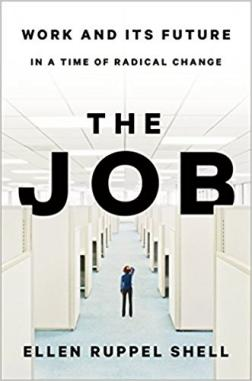 WORK AND ITS FUTURE
IN A TIME OF RADICAL CHANGE
THE
JOB
ELLEN RUPPEL SHELL